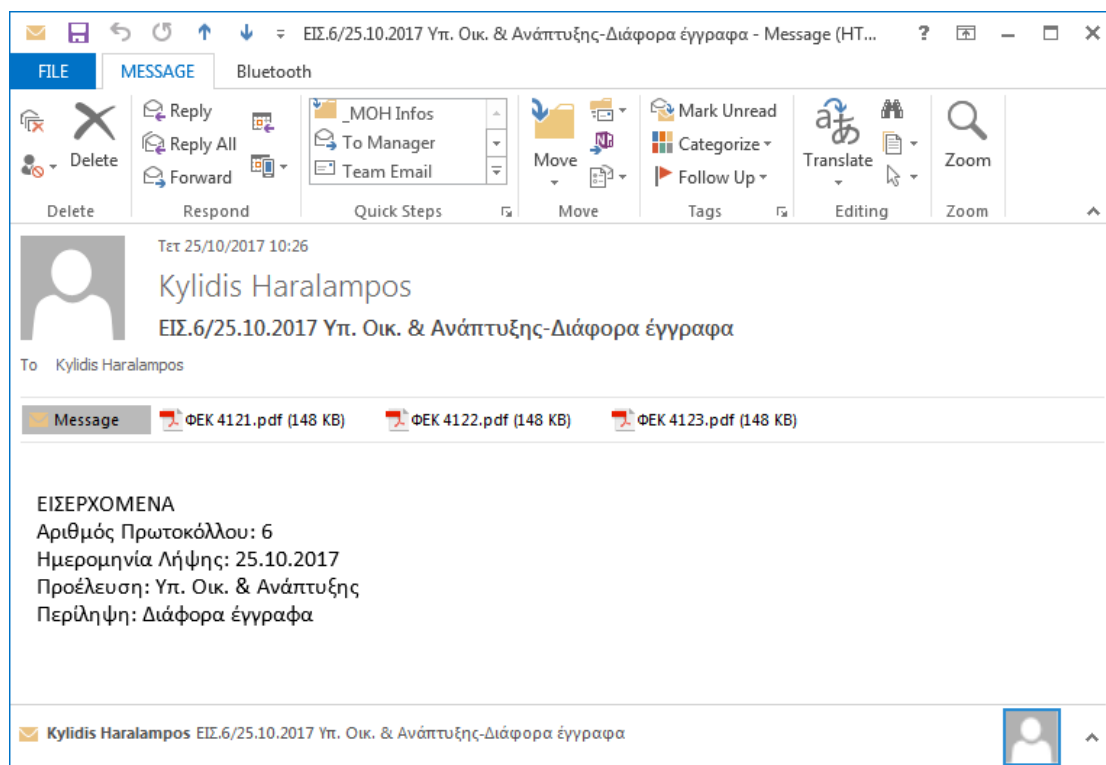 ΕΙΣ.6/25.10.2017 Υπ. Οικ. & Ανάπτυξης-Διάφορα έγγραφα - Message (HT... ?
FILE MESSAGE Bluetooth
Delete
Reply
Reply All
Forward
_MOH Infos
To Manager
Team Email
Move
Mark Unread
Categorize
Follow Up
Translate
Zoom
Delete Respond Quick Steps Move Tags Editing Zoom
Τετ 25/10/2017 10:26
Kylidis Haralampos
ΕΙΣ.6/25.10.2017 Υπ. Οικ. & Ανάπτυξης-Διάφορα έγγραφα
To Kylidis Haralampos
Message ΦΕΚ 4121.pdf (148 KB) ΦΕΚ 4122.pdf (148 KB) ΦΕΚ 4123.pdf (148 KB)
ΕΙΣΕΡΧΟΜΕΝΑ
Αριθμός Πρωτοκόλλου: 6
Ημερομηνία Λήψης: 25.10.2017
Προέλευση: Υπ. Οικ. & Ανάπτυξης
Περίληψη: Διάφορα έγγραφα
Kylidis Haralampos ΕΙΣ.6/25.10.2017 Υπ. Οικ. & Ανάπτυξης-Διάφορα έγγραφα